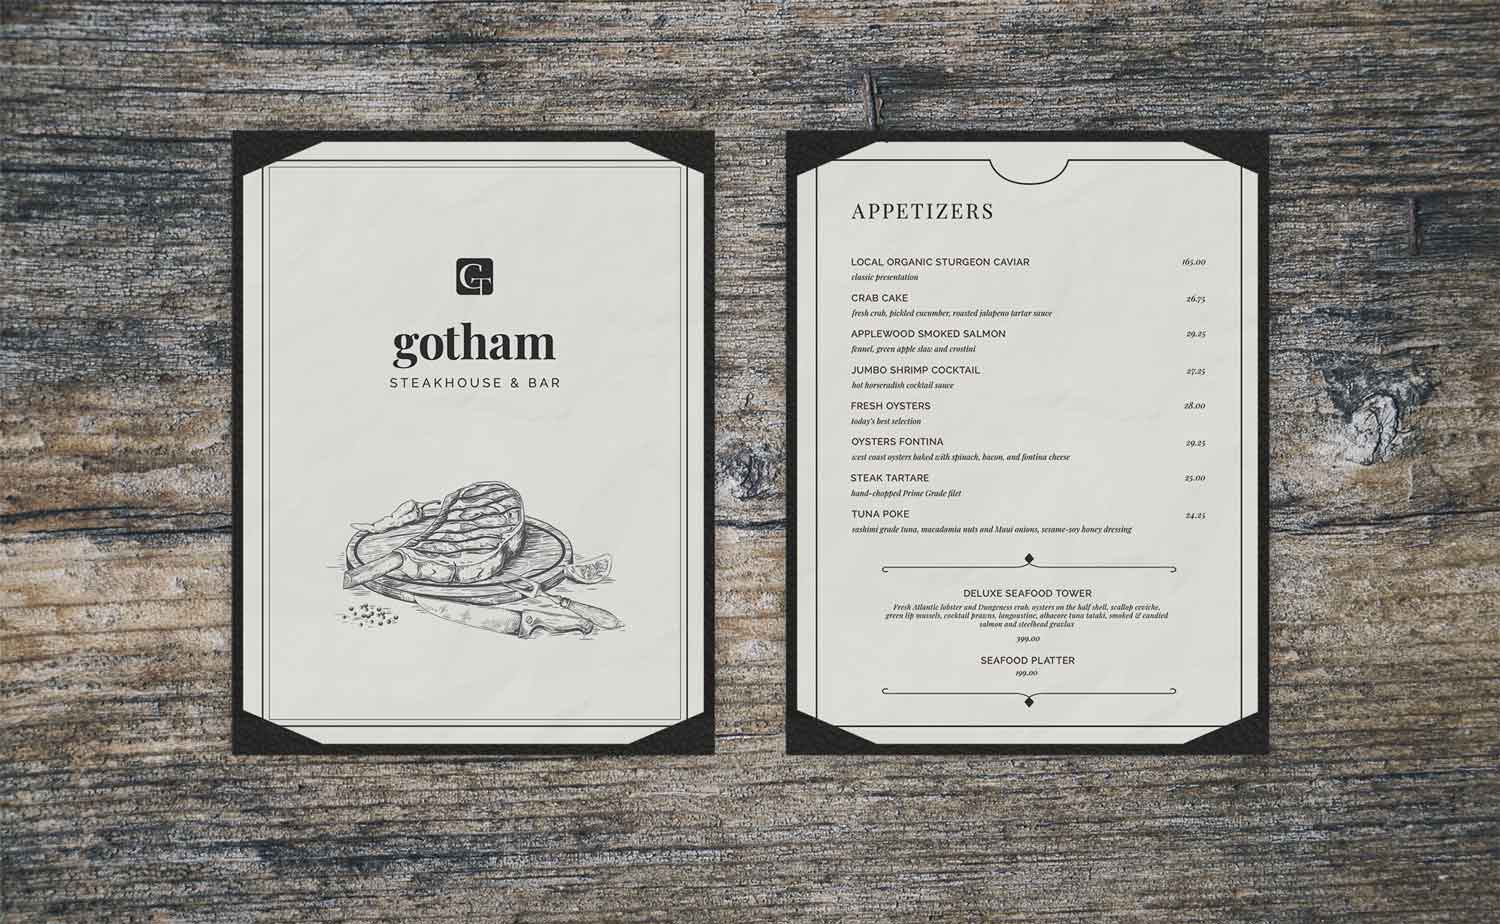 GT
gotham
STEAKHOUSE & BAR
APPETIZERS
LOCAL ORGANIC STURGEON CAVIAR 165.00
classic presentation
CRAB CAKE 26.75
fresh crab, pickled cucumber, roasted jalapeno tartar sauce
APPLEWOOD SMOKED SALMON 29.25
fennel, green apple slaw and crostini
JUMBO SHRIMP COCKTAIL 27.25
hot horseradish cocktail sauce
FRESH OYSTERS 28.00
today's best selection
OYSTERS FONTINA 29.25
west coast oysters baked with spinach, bacon, and fontina cheese
STEAK TARTARE 25.00
hand-chopped Prime Grade filet
TUNA POKE 24.25
sashimi grade tuna, macadamia nuts and Maui onions, sesame-soy honey dressing
DELUXE SEAFOOD TOWER
Fresh Atlantic lobster and Dungeness crab, oysters on the half shell, scallop ceviche,
green lip mussels, cocktail prawns, langoustine, albacore tuna tataki, smoked & candied
salmon and steelhead gravlax
399.00
SEAFOOD PLATTER
199.00